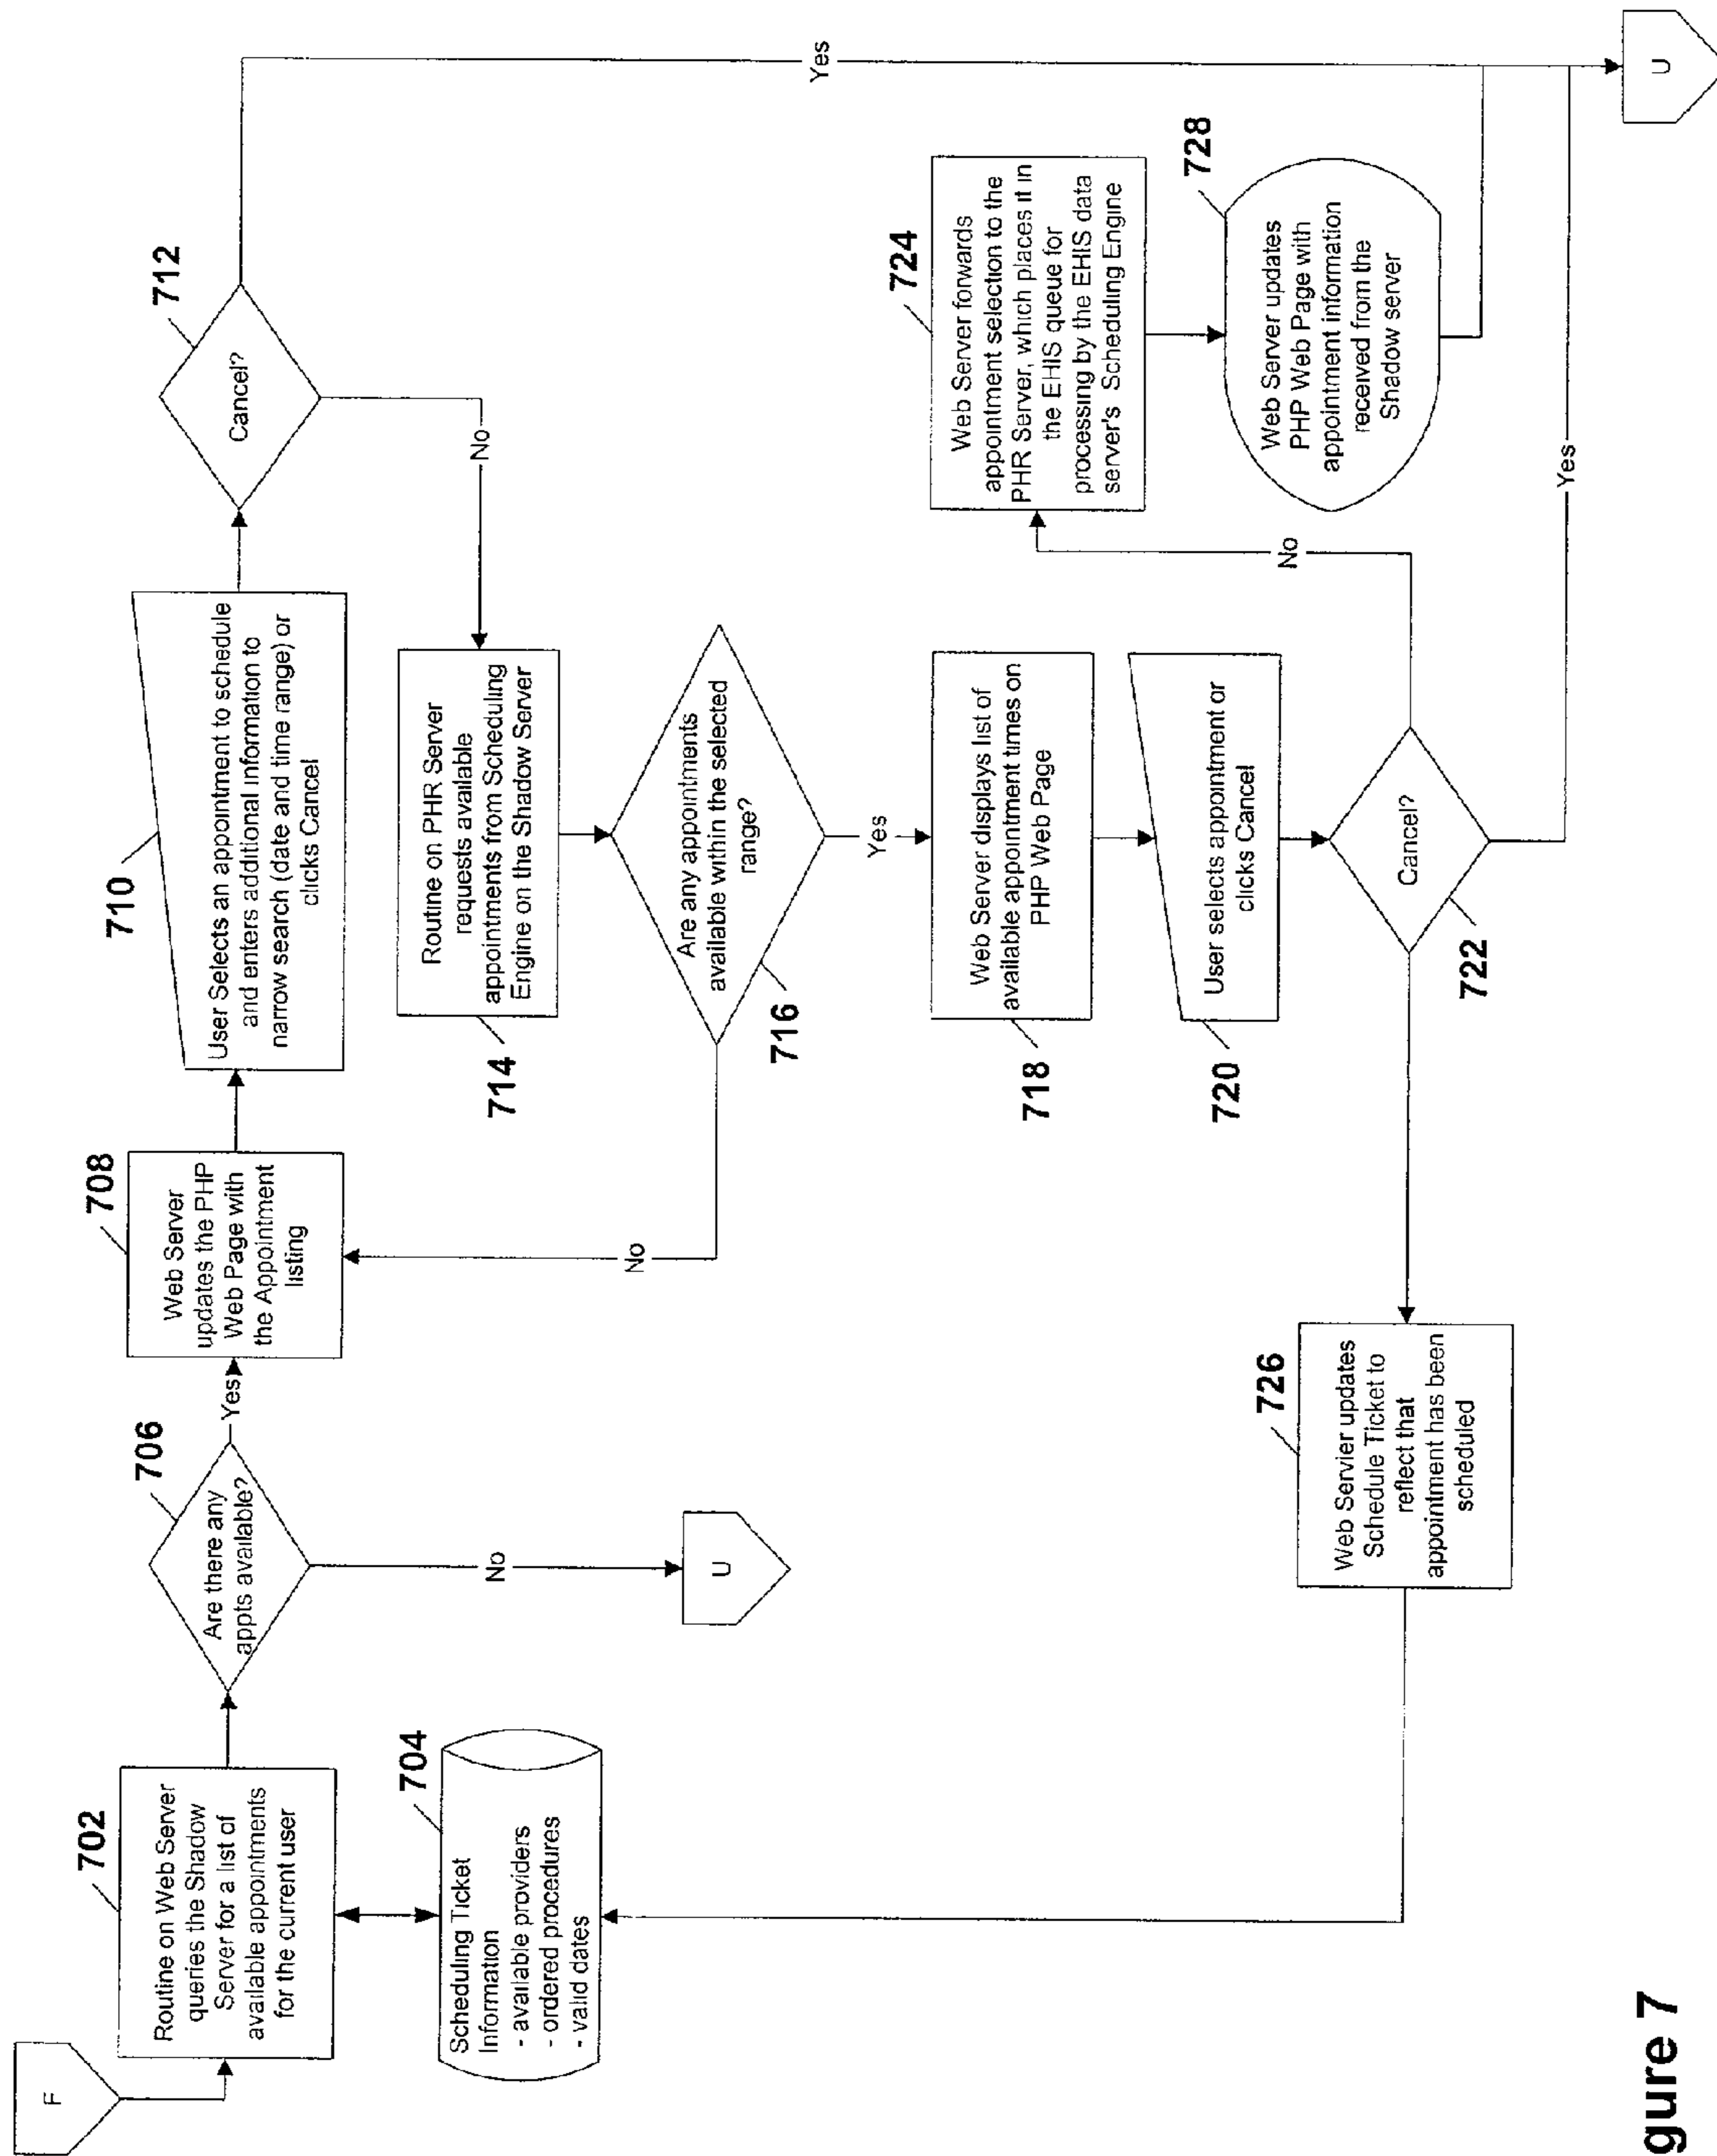 F
702
Routine on Web Server
queries the Shadow
Server for a list of
available appointments
for the current user
704
Scheduling Ticket
Information
- available providers
- ordered procedures
- valid dates
706
Are there any
appts available?
Yes
No
U
708
Web Server
updates the PHP
Web Page with
the Appointment
listing
710
User Selects an appointment to schedule
and enters additional information to
narrow search (date and time range) or
clicks Cancel
712
Cancel?
Yes
No
714
Routine on PHR Server
requests available
appointments from Scheduling
Engine on the Shadow Server
716
Are any appointments
available within the selected
range?
No
Yes
718
Web Server displays list of
available appointment times on
PHP Web Page
720
User selects appointment or
clicks Cancel
722
Cancel?
No
Yes
724
Web Server forwards
appointment selection to the
PHR Server, which places it in
the EHIS queue for
processing by the EHIS data
server's Scheduling Engine
728
Web Server updates
PHP Web Page with
appointment information
received from the
Shadow server
726
Web Servier updates
Schedule Ticket to
reflect that
appointment has been
scheduled
U
gure 7